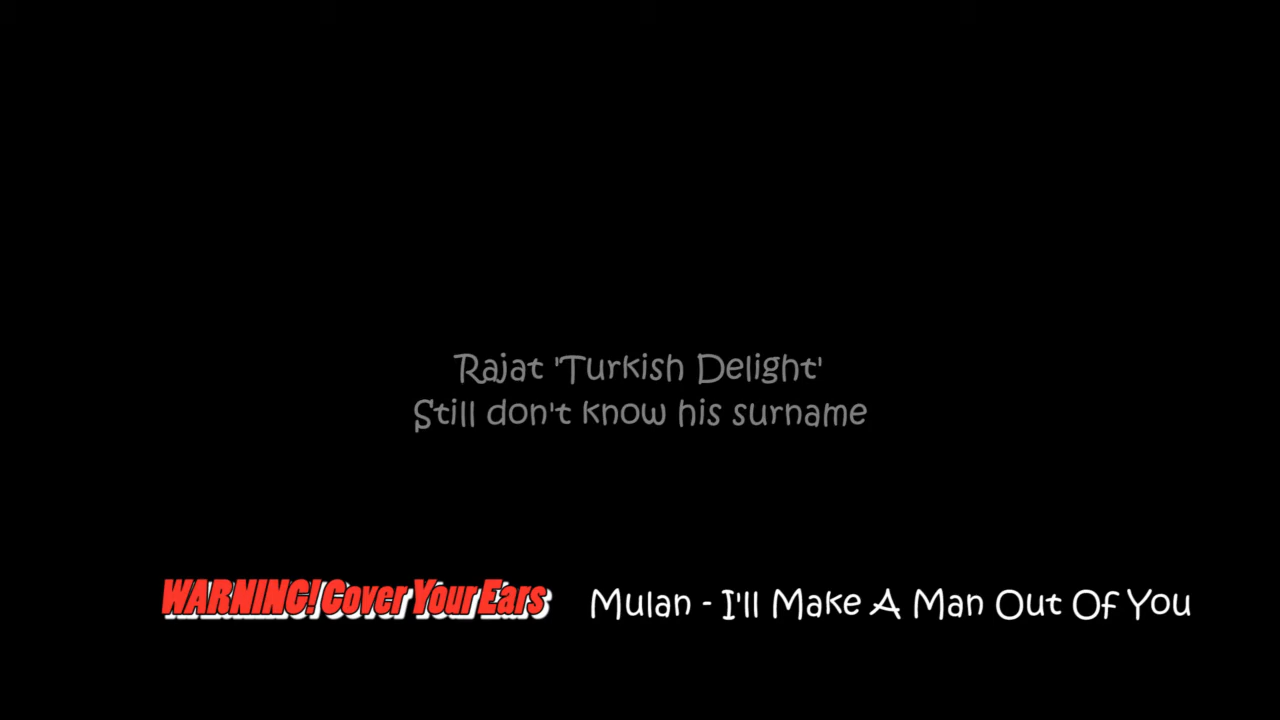 Rajat 'Turkish Delight'
Still don't know his surname
WARNING! Cover Your Ears
Mulan - I'll Make A Man Out Of You